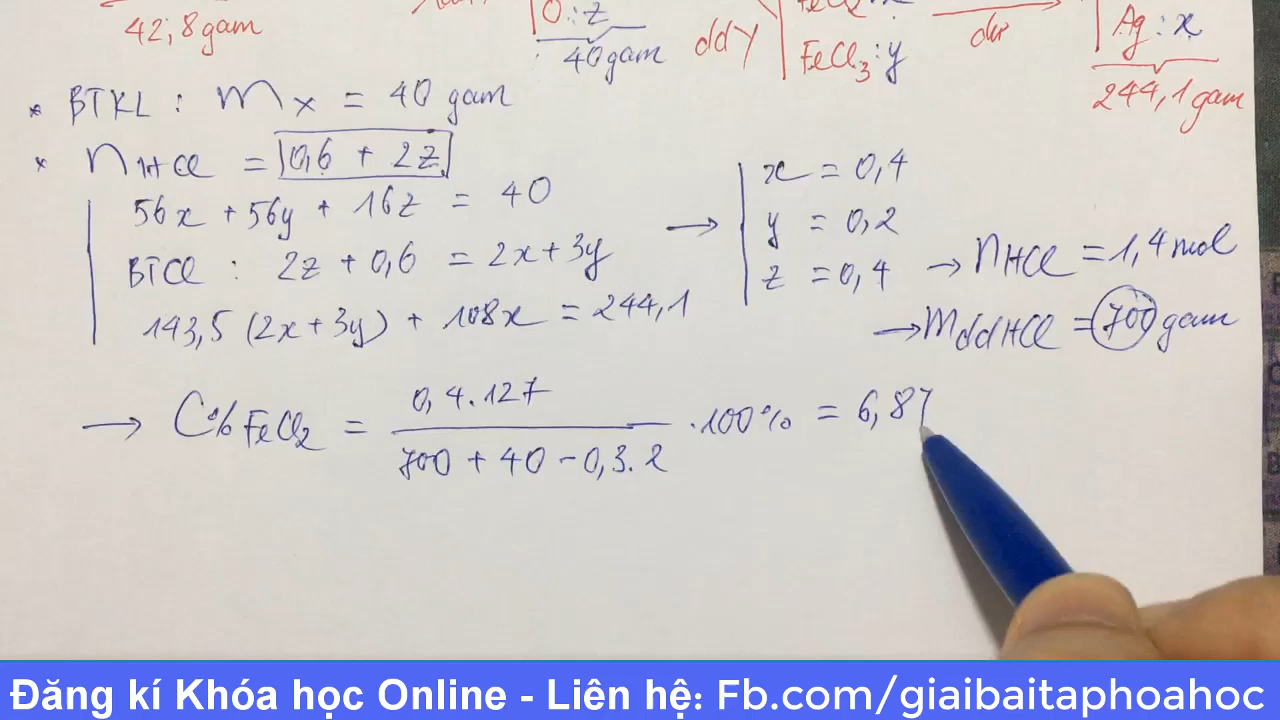 42,8 gam
O : z
40 gam
ddY
FeCl3 : y
dư
Ag : x
244,1 gam
* BTKL : mX = 40 gam
* nHCl = 0,6 + 2z
56x + 56y + 16z = 40
BTCl : 2z + 0,6 = 2x + 3y
143,5 (2x + 3y) + 108x = 244,1
→ x = 0,4
y = 0,2
z = 0,4 → nHCl = 1,4 mol
→ mddHCl = 700 gam
→ C% FeCl2 = 0,4.127 / 700 + 40 - 0,3.2 .100% = 6,87
Đăng kí Khóa học Online - Liên hệ: Fb.com/giaibaitaphoahoc